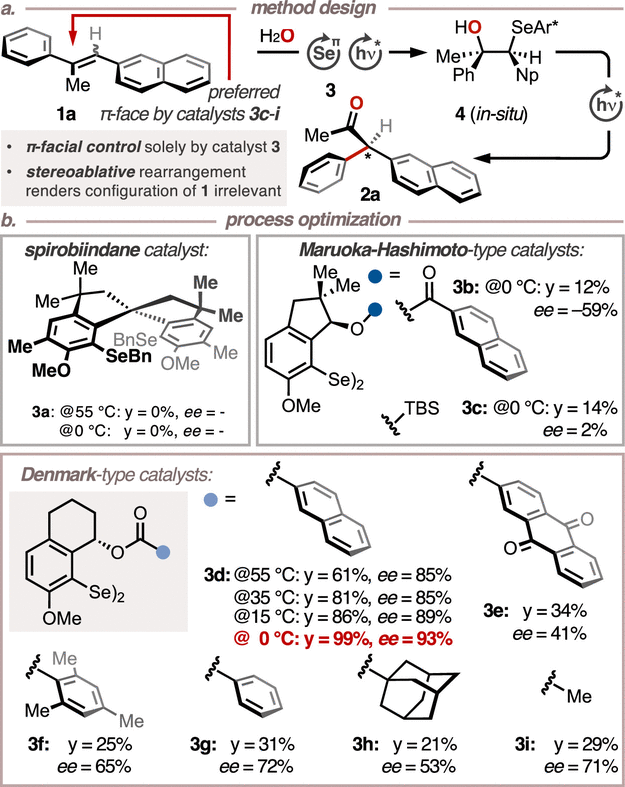 a. method design
H
Me
1a
H₂O
Se π
hν *
3
HO
SeAr*
Me
H
Ph
Np
4 (in-situ)
hν *
preferred
π-face by catalysts 3c-i
• π-facial control solely by catalyst 3
• stereoablative rearrangement
renders configuration of 1 irrelevant
O
Me
H
*
2a
b. process optimization
spirobiindane catalyst:
Me
Me
Me
Me
Me
MeO
BnSe
SeBn
OMe
Me
3a: @55 °C: y = 0%, ee = -
@0 °C: y = 0%, ee = -
Maruoka-Hashimoto-type catalysts:
Me
Me
O
Se)₂
OMe
=
O
3b: @0 °C: y = 12%
ee = –59%
TBS
3c: @0 °C: y = 14%
ee = 2%
Denmark-type catalysts:
O
O
Se)₂
OMe
=
3d: @55 °C: y = 61%, ee = 85%
@35 °C: y = 81%, ee = 85%
@15 °C: y = 86%, ee = 89%
@ 0 °C: y = 99%, ee = 93%
O
O
3e: y = 34%
ee = 41%
Me
Me
Me
3f: y = 25%
ee = 65%
3g: y = 31%
ee = 72%
3h: y = 21%
ee = 53%
Me
3i: y = 29%
ee = 71%